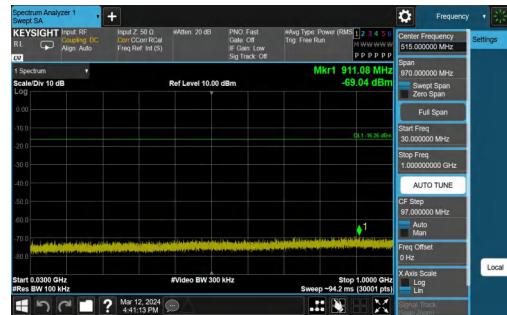 Spectrum Analyzer 1
Swept SA
+
Frequency
Settings
KEYSIGHT
RL
Input: RF
Coupling: DC
Align: Auto
Input Z: 50 Ω
Corr CCorr RCal
Freq Ref: Int (S)
#Atten: 20 dB
PNO: Fast
Gate: Off
IF Gain: Low
Sig Track: Off
#Avg Type: Power (RMS
Trig: Free Run
1 2 3 4 5 6
M W W W W W
P P P P P P
LV
1 Spectrum
Scale/Div 10 dB
Log
Ref Level 10.00 dBm
Mkr1 911.08 MHz
-69.04 dBm
0.00
-10.0
DL1 -16.26 dBm
-20.0
-30.0
-40.0
-50.0
-60.0
-70.0
-80.0
1
Start 0.0300 GHz
#Res BW 100 kHz
#Video BW 300 kHz
Stop 1.0000 GHz
Sweep ~94.2 ms (30001 pts)
Center Frequency
515.000000 MHz
Span
970.000000 MHz
Swept Span
Zero Span
Full Span
Start Freq
30.000000 MHz
Stop Freq
1.000000000 GHz
AUTO TUNE
CF Step
97.000000 MHz
Auto
Man
Freq Offset
0 Hz
X Axis Scale
Log
Lin
Signal Track
Local
?
Mar 12, 2024
4:41:13 PM